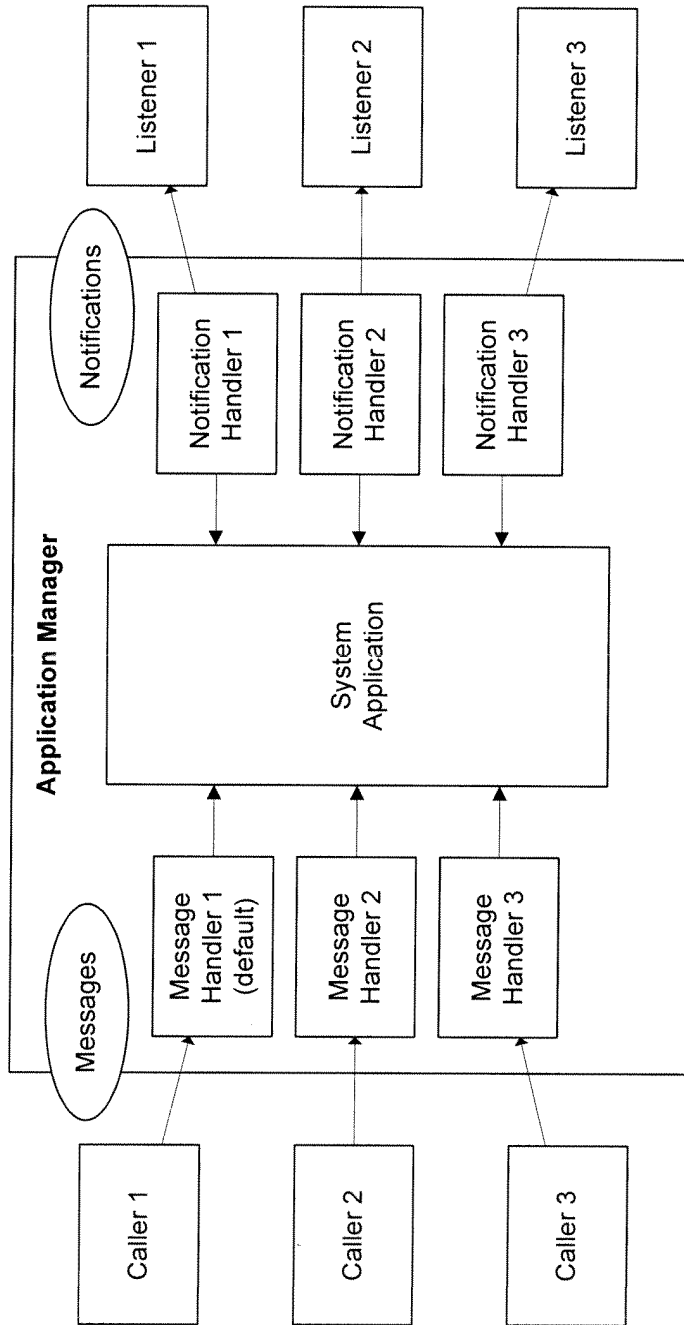 Application Manager
Messages
Notifications
Caller 1
Caller 2
Caller 3
Message
Handler 1
(default)
Message
Handler 2
Message
Handler 3
System
Application
Notification
Handler 1
Notification
Handler 2
Notification
Handler 3
Listener 1
Listener 2
Listener 3